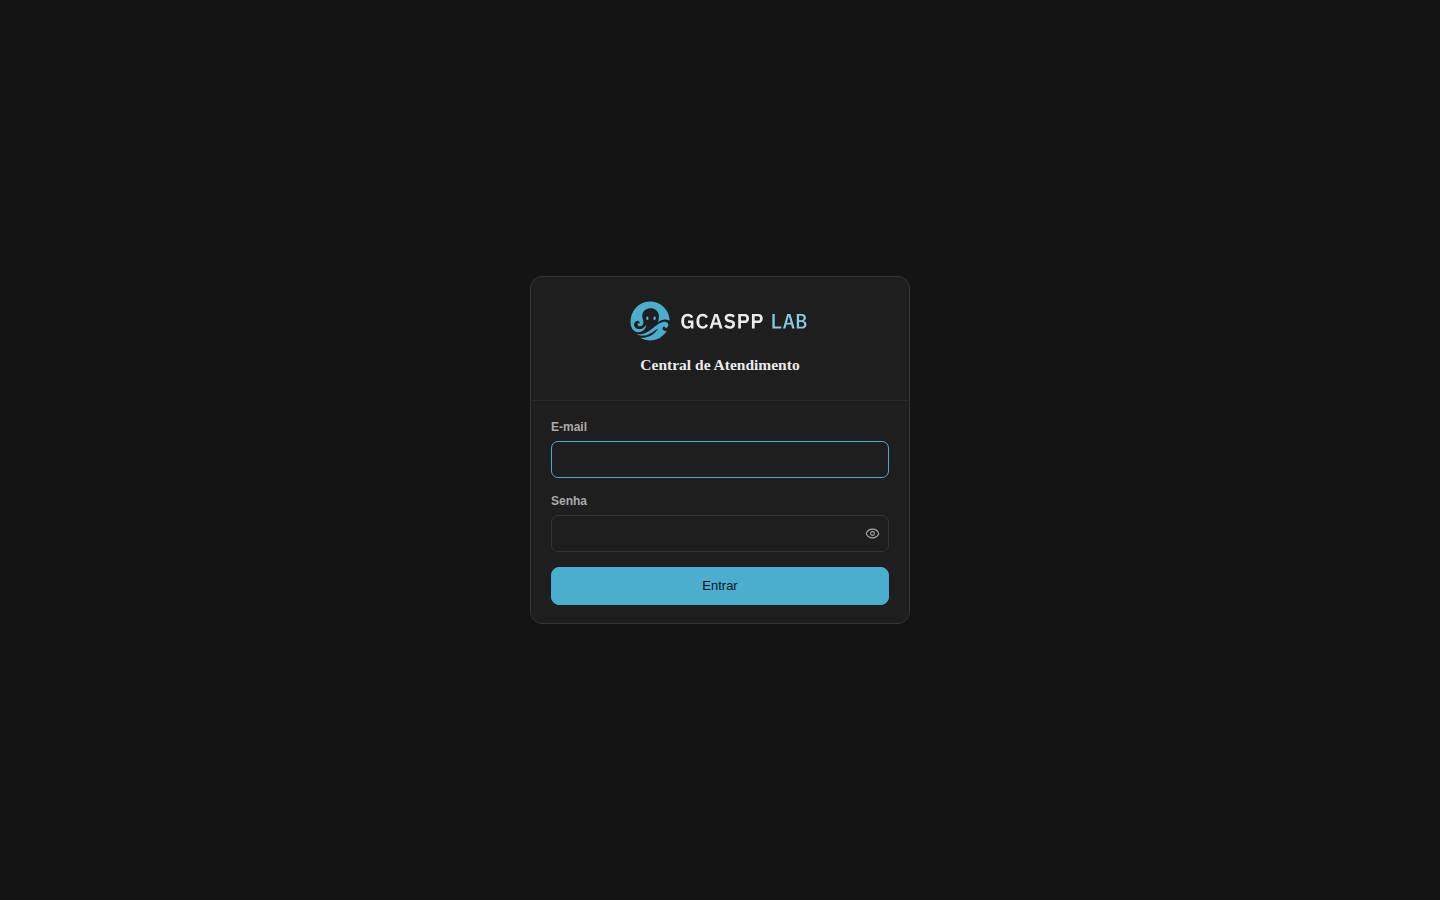 GCASPP LAB
Central de Atendimento
E-mail
Senha
Entrar